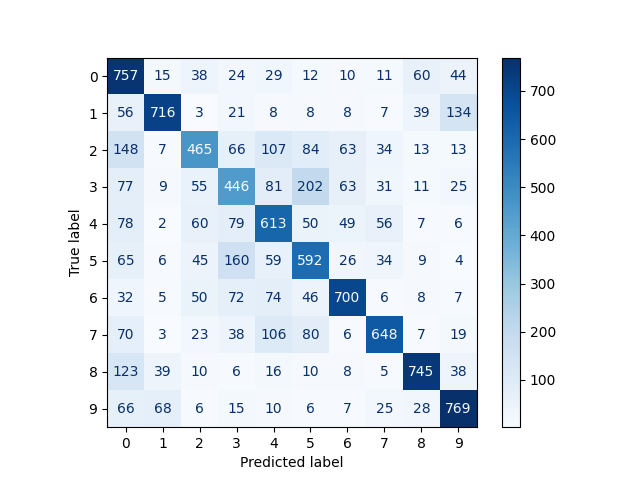 0 757 15 38 24 29 12 10 11 60 44
1 56 716 3 21 8 8 8 7 39 134
2 148 7 465 66 107 84 63 34 13 13
3 77 9 55 446 81 202 63 31 11 25
4 78 2 60 79 613 50 49 56 7 6
5 65 6 45 160 59 592 26 34 9 4
6 32 5 50 72 74 46 700 6 8 7
7 70 3 23 38 106 80 6 648 7 19
8 123 39 10 6 16 10 8 5 745 38
9 66 68 6 15 10 6 7 25 28 769
0 1 2 3 4 5 6 7 8 9
Predicted label
True label
700
600
500
400
300
200
100